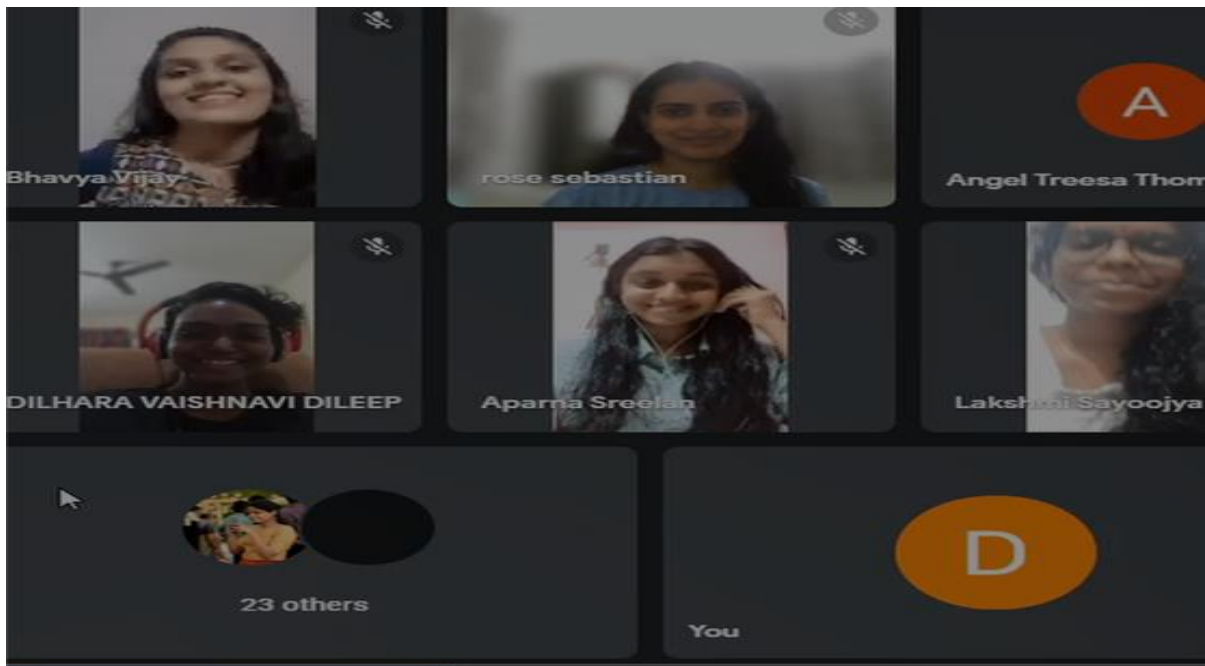 Bhavya Vijay
rose sebastian
A
Angel Treesa Thom
DILHARA VAISHNAVI DILEEP
Aparna Sreelan
Lakshmi Sayoojya
23 others
D
You